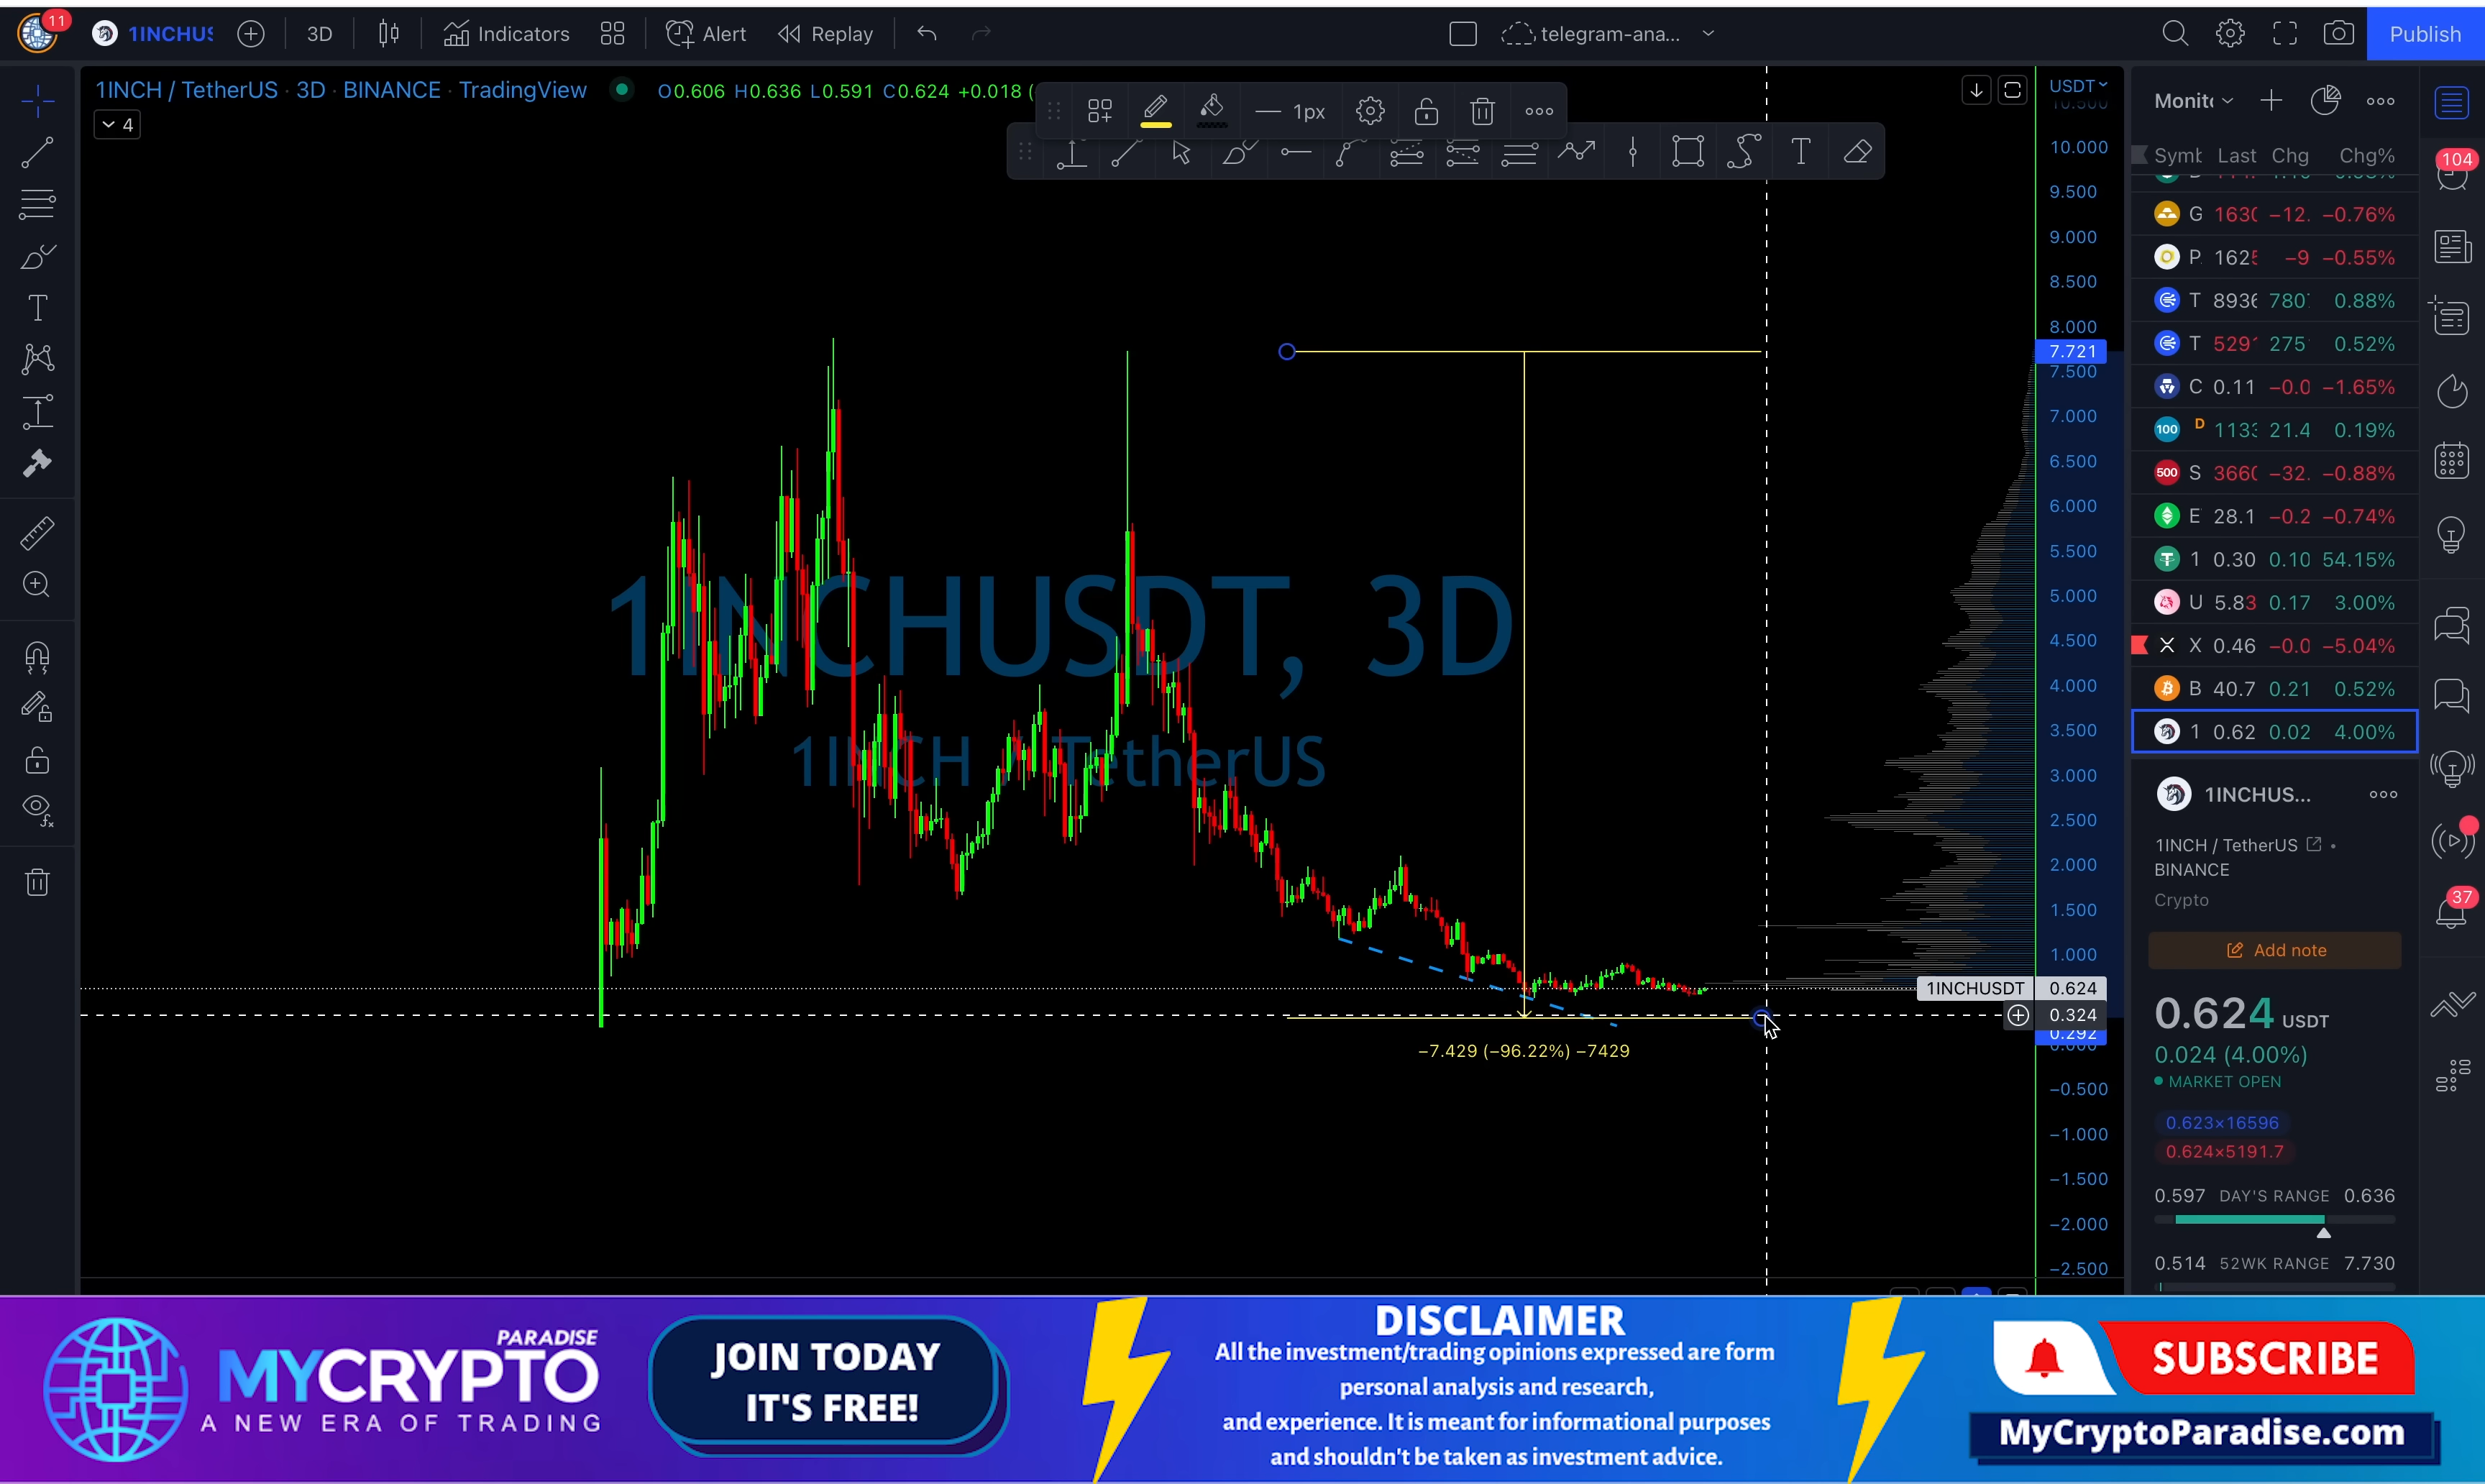 11
1INCHUS
3D
Indicators
Alert
Replay
telegram-ana...
Publish
1INCH / TetherUS · 3D · BINANCE · TradingView
O0.606 H0.636 L0.591 C0.624 +0.018 (
4
1px
USDT
10.000
9.500
9.000
8.500
8.000
7.721
7.500
7.000
6.500
6.000
5.500
5.000
4.500
4.000
3.500
3.000
2.500
2.000
1.500
1.000
1INCHUSDT 0.624
0.324
0.292
−0.500
−1.000
−1.500
−2.000
−2.500
1INCHUSDT, 3D
1INCH / TetherUS
−7.429 (−96.22%) −7429
Monit
Symb Last Chg Chg%
G 1630 −12. −0.76%
P 1625 −9 −0.55%
T 8936 780 0.88%
T 529 275 0.52%
C 0.11 −0.0 −1.65%
100 D 1133 21.4 0.19%
500 S 3660 −32. −0.88%
E 28.1 −0.2 −0.74%
1 0.30 0.10 54.15%
U 5.83 0.17 3.00%
X 0.46 −0.0 −5.04%
B 40.7 0.21 0.52%
1 0.62 0.02 4.00%
104
37
1INCHUS...
1INCH / TetherUS
BINANCE
Crypto
Add note
0.624 USDT
0.024 (4.00%)
MARKET OPEN
0.623×16596
0.624×5191.7
0.597 DAY'S RANGE 0.636
0.514 52WK RANGE 7.730
PARADISE
MYCRYPTO
A NEW ERA OF TRADING
JOIN TODAY
IT'S FREE!
DISCLAIMER
All the investment/trading opinions expressed are form
personal analysis and research,
and experience. It is meant for informational purposes
and shouldn't be taken as investment advice.
SUBSCRIBE
MyCryptoParadise.com